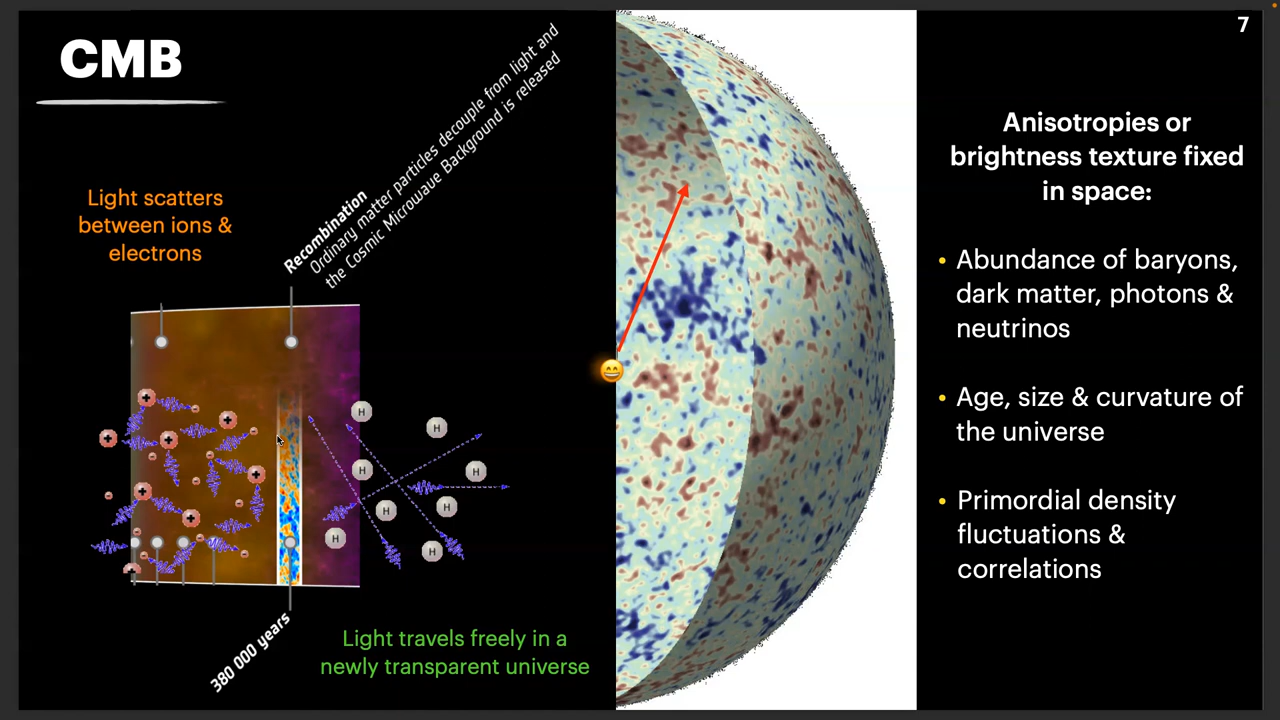 7
CMB
Recombination
Ordinary matter particles decouple from light and
the Cosmic Microwave Background is released
Light scatters
between ions &
electrons
H
H
H
H
H
H
H
H
380 000 years
Light travels freely in a
newly transparent universe
Anisotropies or
brightness texture fixed
in space:
• Abundance of baryons,
dark matter, photons &
neutrinos
• Age, size & curvature of
the universe
• Primordial density
fluctuations &
correlations